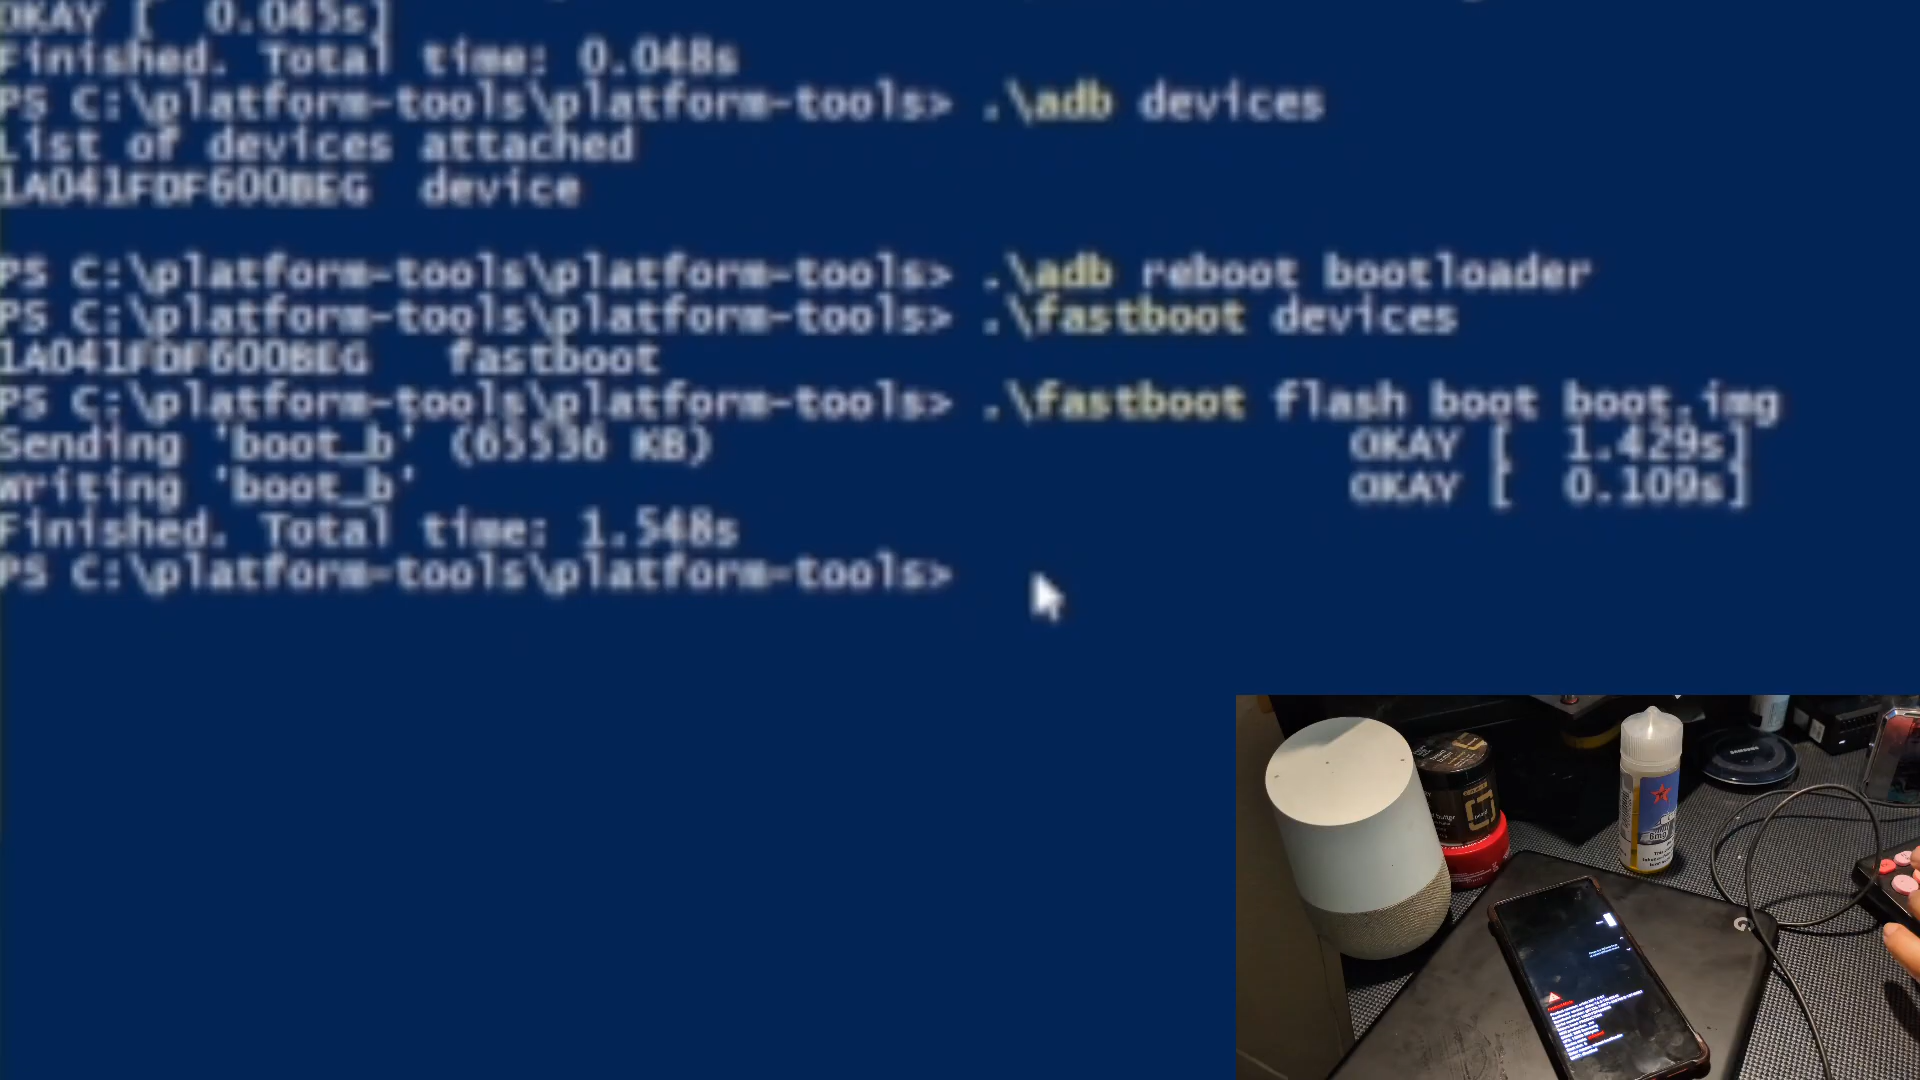 OKAY [  0.045s]
Finished. Total time: 0.048s
PS C:\platform-tools\platform-tools> .\adb devices
List of devices attached
1A041FDF600BEG  device
PS C:\platform-tools\platform-tools> .\adb reboot bootloader
PS C:\platform-tools\platform-tools> .\fastboot devices
1A041FDF600BEG   fastboot
PS C:\platform-tools\platform-tools> .\fastboot flash boot boot.img
Sending 'boot_b' (65536 KB)                        OKAY [  1.429s]
Writing 'boot_b'                                   OKAY [  0.109s]
Finished. Total time: 1.548s
PS C:\platform-tools\platform-tools>
SAMSUNG
G